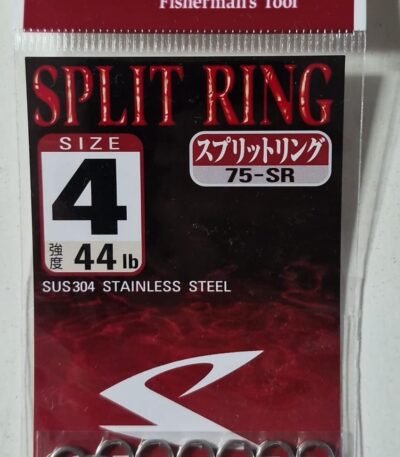 Fisherman's Tool
SPLIT RING
SIZE
4
強度 44 lb
スプリットリング
75-SR
SUS304 STAINLESS STEEL